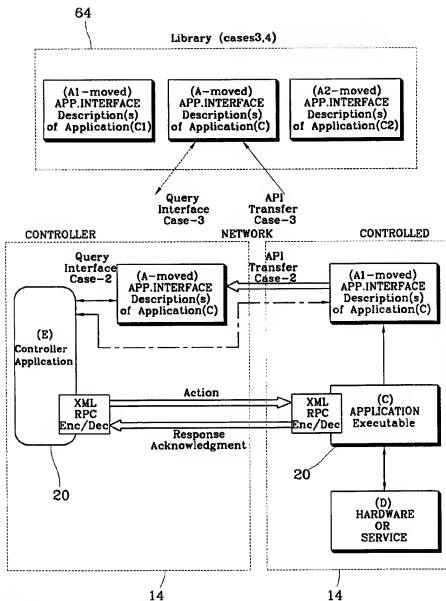 64
Library (cases3,4)
(A1-moved)
APP.INTERFACE
Description(s)
of Application(C1)
(A-moved)
APP.INTERFACE
Description(s)
of Application(C)
(A2-moved)
APP.INTERFACE
Description(s)
of Application(C2)
Query
Interface
Case-3
API
Transfer
Case-3
CONTROLLER
NETWORK
CONTROLLED
Query
Interface
Case-2
(A-moved)
APP.INTERFACE
Description(s)
of Application(C)
API
Transfer
Case-2
(A1-moved)
APP.INTERFACE
Description(s)
of Application(C)
(E)
Controller
Application
XML
RPC
Enc/Dec
Action
Response
Acknowledgment
XML
RPC
Enc/Dec
(C)
APPLICATION
Executable
20
20
(D)
HARDWARE
OR
SERVICE
14
14